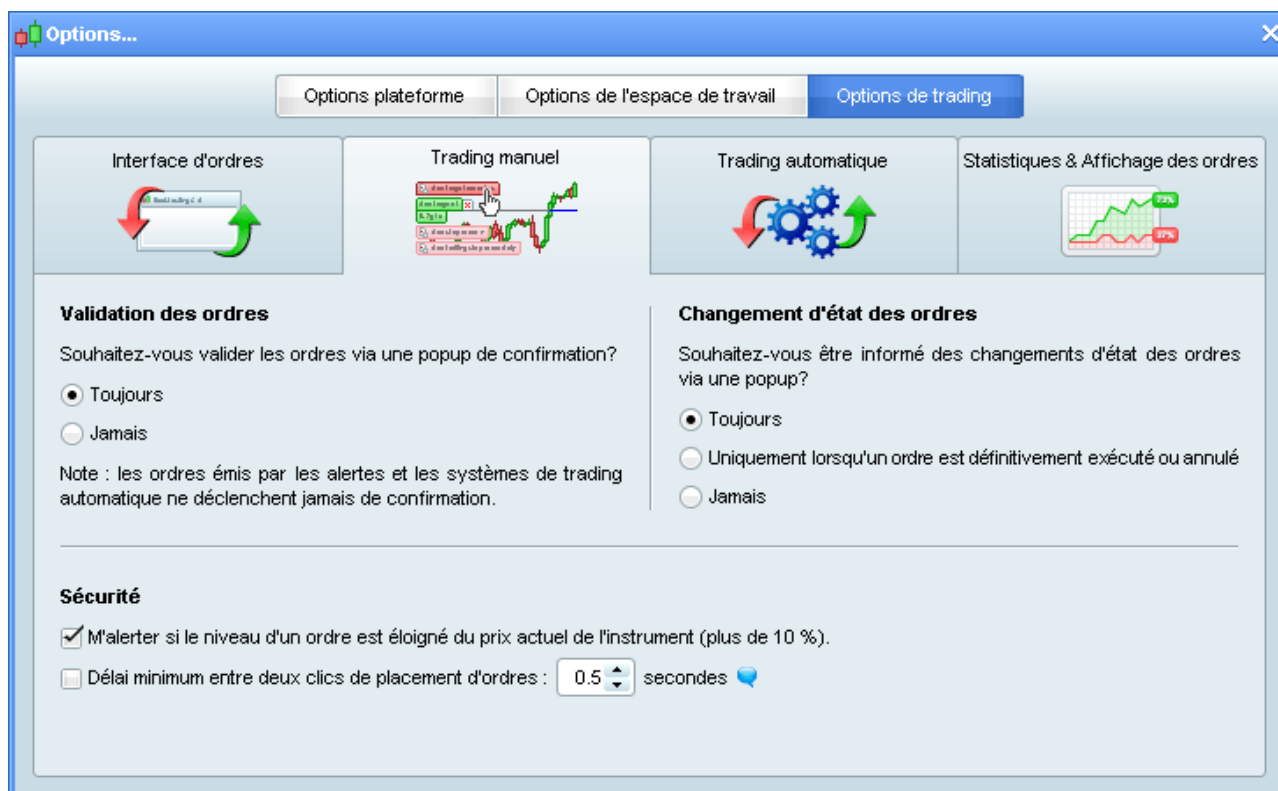 Options...
Options plateforme
Options de l'espace de travail
Options de trading
Interface d'ordres
Trading manuel
Trading automatique
Statistiques & Affichage des ordres
Validation des ordres
Souhaitez-vous valider les ordres via une popup de confirmation?
Toujours
Jamais
Note : les ordres émis par les alertes et les systèmes de trading
automatique ne déclenchent jamais de confirmation.
Changement d'état des ordres
Souhaitez-vous être informé des changements d'état des ordres
via une popup?
Toujours
Uniquement lorsqu'un ordre est définitivement exécuté ou annulé
Jamais
Sécurité
M'alerter si le niveau d'un ordre est éloigné du prix actuel de l'instrument (plus de 10 %).
Délai minimum entre deux clics de placement d'ordres : 0.5 secondes